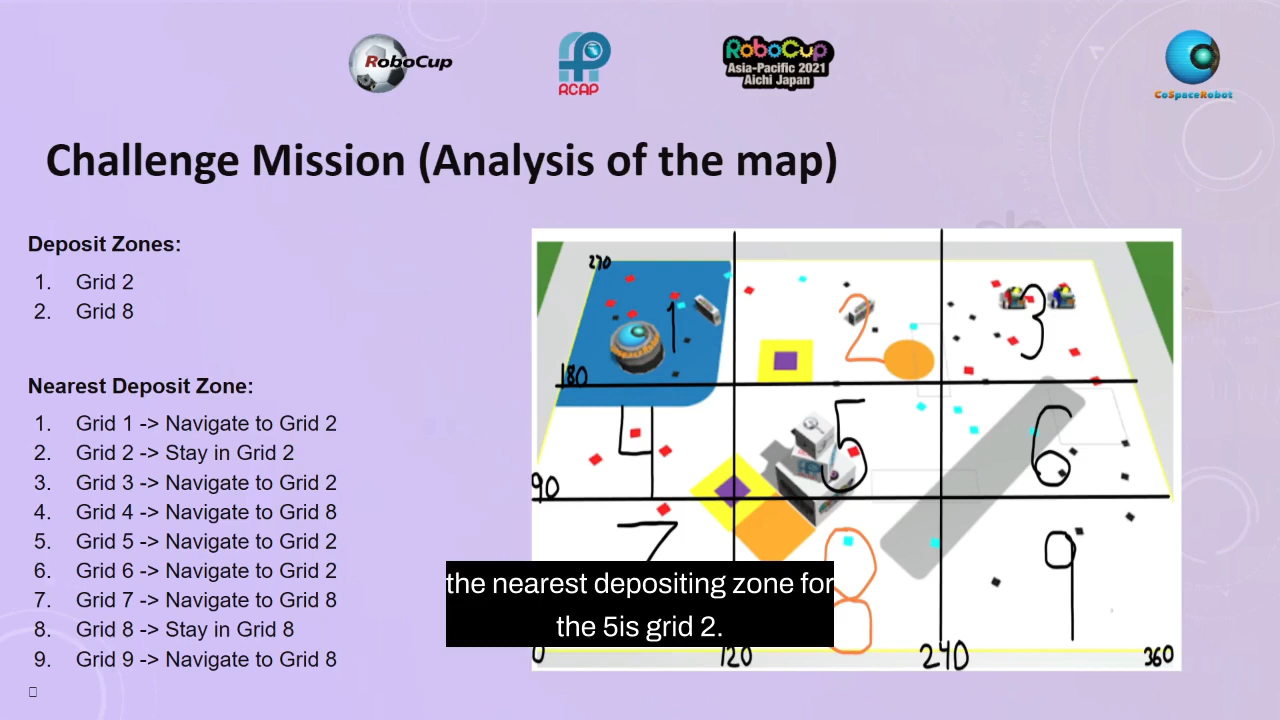 RoboCup
RCAP
RoboCup
Asia-Pacific 2021
Aichi Japan
CoSpaceRobot
Challenge Mission (Analysis of the map)
Deposit Zones:
1. Grid 2
2. Grid 8
Nearest Deposit Zone:
1. Grid 1 -> Navigate to Grid 2
2. Grid 2 -> Stay in Grid 2
3. Grid 3 -> Navigate to Grid 2
4. Grid 4 -> Navigate to Grid 8
5. Grid 5 -> Navigate to Grid 2
6. Grid 6 -> Navigate to Grid 2
7. Grid 7 -> Navigate to Grid 8
8. Grid 8 -> Stay in Grid 8
9. Grid 9 -> Navigate to Grid 8
270
1
2
3
180
4
5
6
90
7
8
9
0
120
240
360
the nearest depositing zone for
the 5is grid 2.